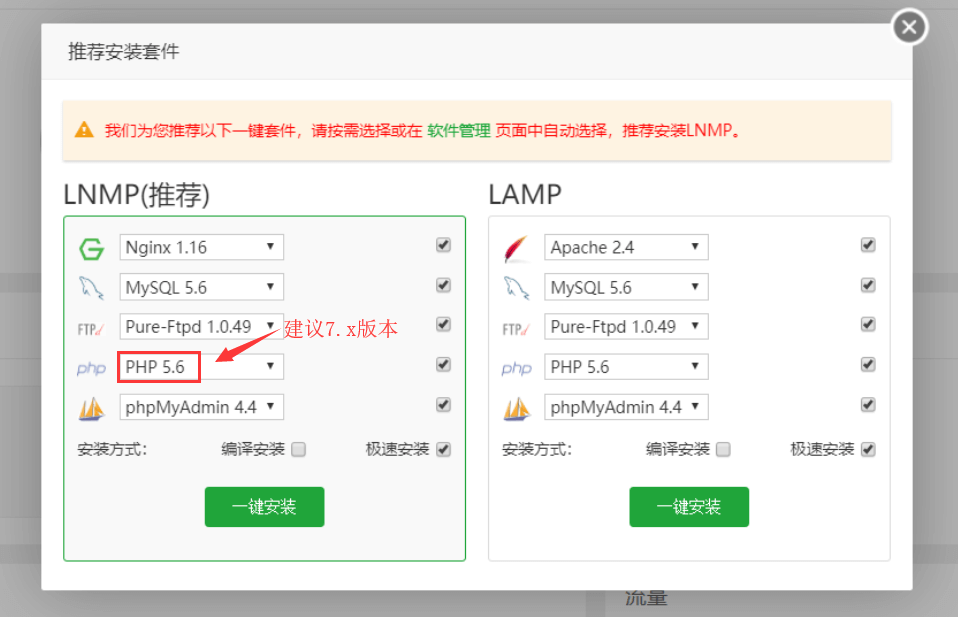 推荐安装套件
我们为您推荐以下一键套件，请按需选择或在 软件管理 页面中自动选择，推荐安装LNMP。
LNMP(推荐)
Nginx 1.16
MySQL 5.6
FTP
Pure-Ftpd 1.0.49
建议7.x版本
php
PHP 5.6
phpMyAdmin 4.4
安装方式：
编译安装
极速安装
一键安装
LAMP
Apache 2.4
MySQL 5.6
FTP
Pure-Ftpd 1.0.49
php
PHP 5.6
phpMyAdmin 4.4
安装方式：
编译安装
极速安装
一键安装
流量